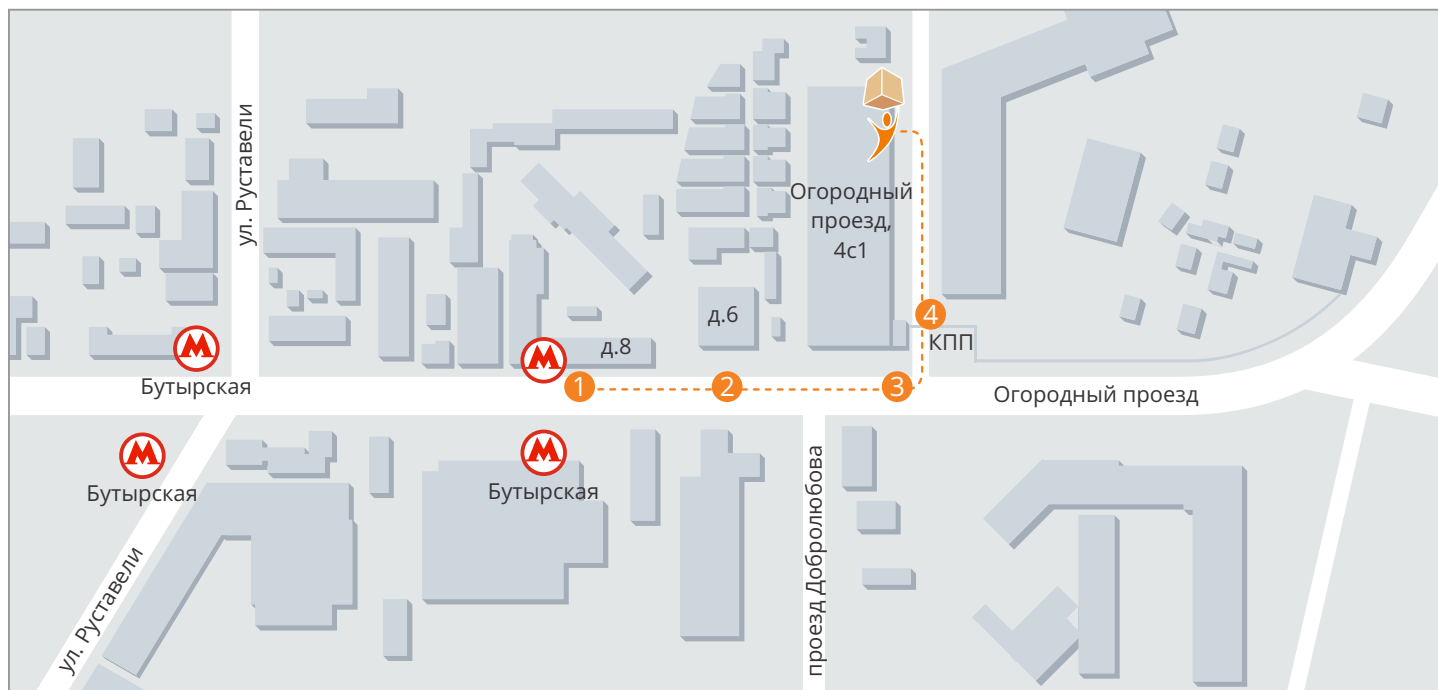 ул. Руставели
Огородный
проезд,
4с1
д.6
д.8
4
КПП
М
Бутырская
М
1
2
3
Огородный проезд
М
Бутырская
М
Бутырская
проезд Добролюбова
ул. Руставели